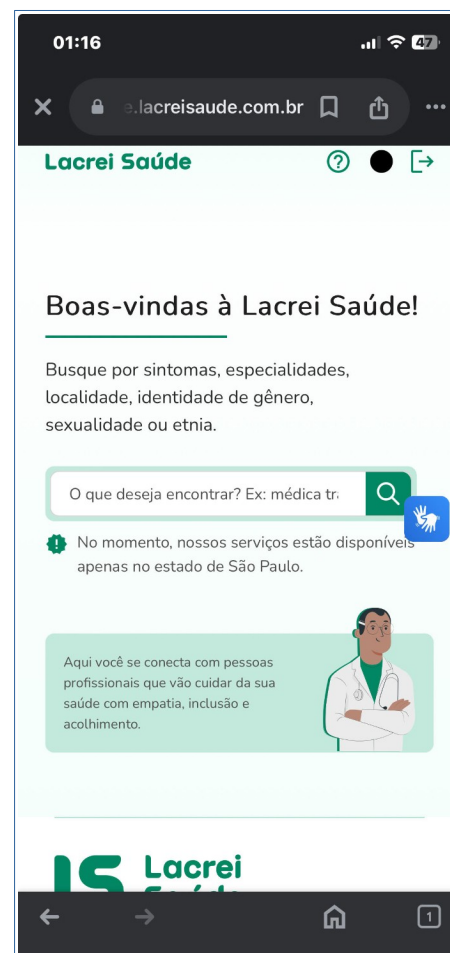 01:16
47
e.lacreisaude.com.br
Lacrei Saúde
Boas-vindas à Lacrei Saúde!
Busque por sintomas, especialidades,
localidade, identidade de gênero,
sexualidade ou etnia.
O que deseja encontrar? Ex: médica tr
No momento, nossos serviços estão disponíveis
apenas no estado de São Paulo.
Aqui você se conecta com pessoas
profissionais que vão cuidar da sua
saúde com empatia, inclusão e
acolhimento.
Lacrei
Saúde
1